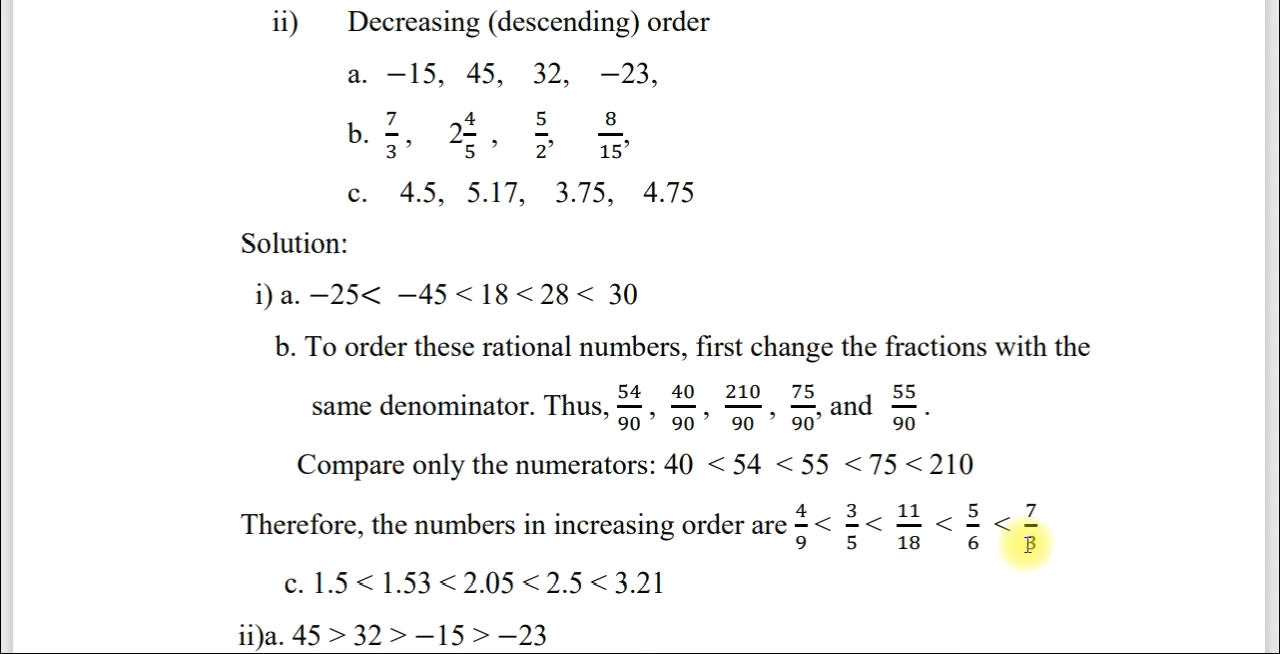 ii) Decreasing (descending) order
a. −15, 45, 32, −23,
b. 7/3, 2 4/5, 5/2, 8/15,
c. 4.5, 5.17, 3.75, 4.75
Solution:
i) a. −25< −45 < 18 < 28 < 30
b. To order these rational numbers, first change the fractions with the
same denominator. Thus, 54/90, 40/90, 210/90, 75/90, and 55/90.
Compare only the numerators: 40 < 54 < 55 < 75 < 210
Therefore, the numbers in increasing order are 4/9 < 3/5 < 11/18 < 5/6 < 7/3
c. 1.5 < 1.53 < 2.05 < 2.5 < 3.21
ii)a. 45 > 32 > −15 > −23